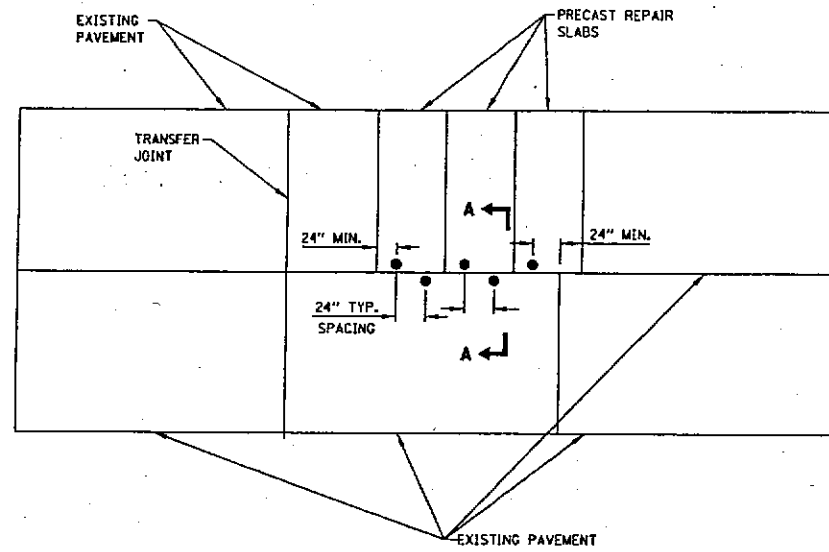 EXISTING
PAVEMENT
PRECAST REPAIR
SLABS
TRANSFER
JOINT
A
24" MIN.
24" MIN.
24" TYP.
SPACING
A
EXISTING PAVEMENT